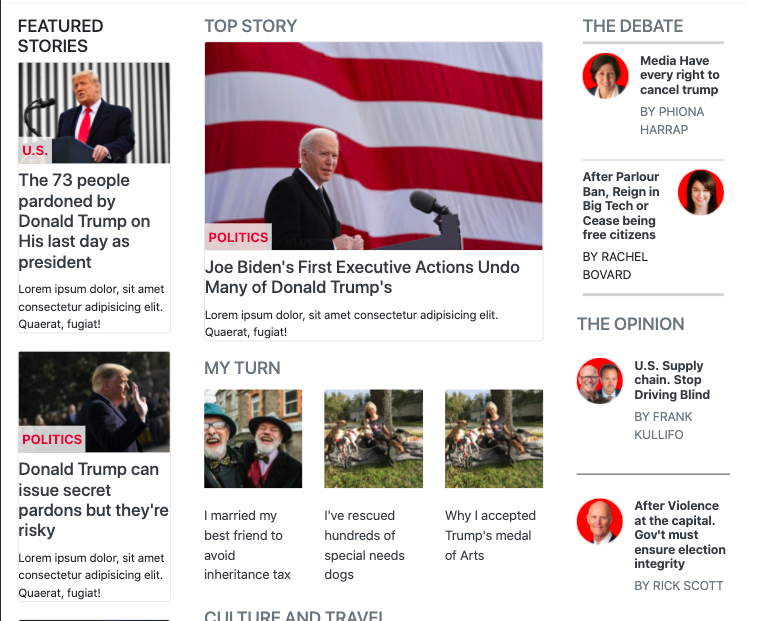 FEATURED
STORIES
U.S.
The 73 people
pardoned by
Donald Trump on
His last day as
president
Lorem ipsum dolor, sit amet
consectetur adipisicing elit.
Quaerat, fugiat!
POLITICS
Donald Trump can
issue secret
pardons but they're
risky
Lorem ipsum dolor, sit amet
consectetur adipisicing elit.
Quaerat, fugiat!
TOP STORY
POLITICS
Joe Biden's First Executive Actions Undo
Many of Donald Trump's
Lorem ipsum dolor, sit amet consectetur adipisicing elit.
Quaerat, fugiat!
MY TURN
I married my
best friend to
avoid
inheritance tax
I've rescued
hundreds of
special needs
dogs
Why I accepted
Trump's medal
of Arts
CULTURE AND TRAVEL
THE DEBATE
Media Have
every right to
cancel trump
BY PHIONA
HARRAP
After Parlour
Ban, Reign in
Big Tech or
Cease being
free citizens
BY RACHEL
BOVARD
THE OPINION
U.S. Supply
chain. Stop
Driving Blind
BY FRANK
KULLIFO
After Violence
at the capital.
Gov't must
ensure election
integrity
BY RICK SCOTT